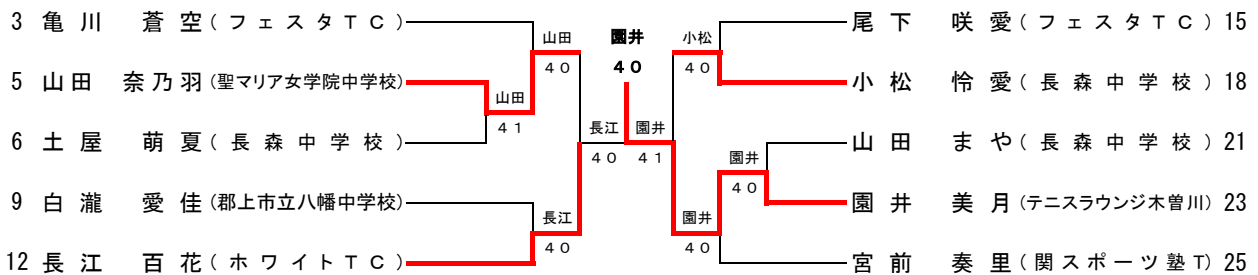 3 亀川 蒼空(フェスタTC)
5 山田 奈乃羽(聖マリア女学院中学校)
6 土屋 萌夏(長森中学校)
9 白瀧 愛佳(郡上市立八幡中学校)
12 長江 百花(ホワイトTC)
山田
40
山田
41
長江
40
長江
40
園井
40
園井
41
小松
40
園井
40
園井
40
尾下 咲愛(フェスタTC) 15
小松 怜愛(長森中学校) 18
山田 まや(長森中学校) 21
園井 美月(テニスラウンジ木曽川) 23
宮前 奏里(関スポーツ塾T) 25